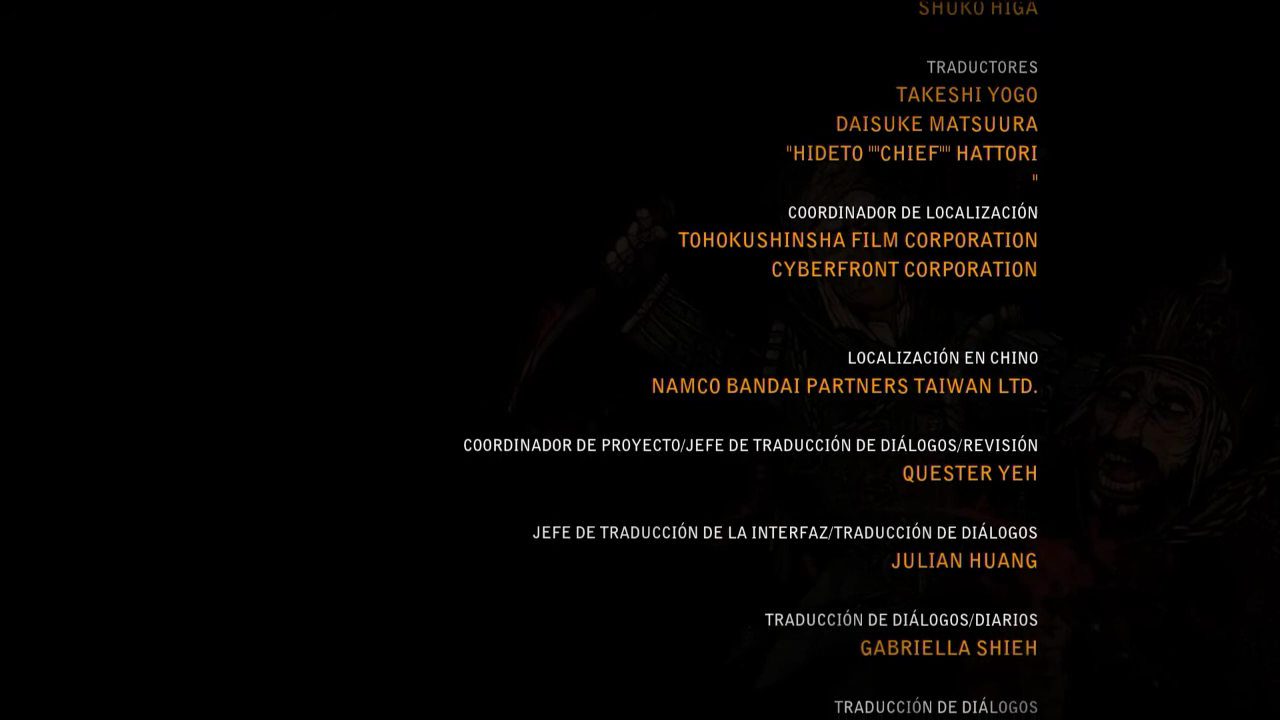 SHUKO HIGA
TRADUCTORES
TAKESHI YOGO
DAISUKE MATSUURA
"HIDETO ""CHIEF"" HATTORI
"
COORDINADOR DE LOCALIZACIÓN
TOHOKUSHINSHA FILM CORPORATION
CYBERFRONT CORPORATION
LOCALIZACIÓN EN CHINO
NAMCO BANDAI PARTNERS TAIWAN LTD.
COORDINADOR DE PROYECTO/JEFE DE TRADUCCIÓN DE DIÁLOGOS/REVISIÓN
QUESTER YEH
JEFE DE TRADUCCIÓN DE LA INTERFAZ/TRADUCCIÓN DE DIÁLOGOS
JULIAN HUANG
TRADUCCIÓN DE DIÁLOGOS/DIARIOS
GABRIELLA SHIEH
TRADUCCIÓN DE DIÁLOGOS